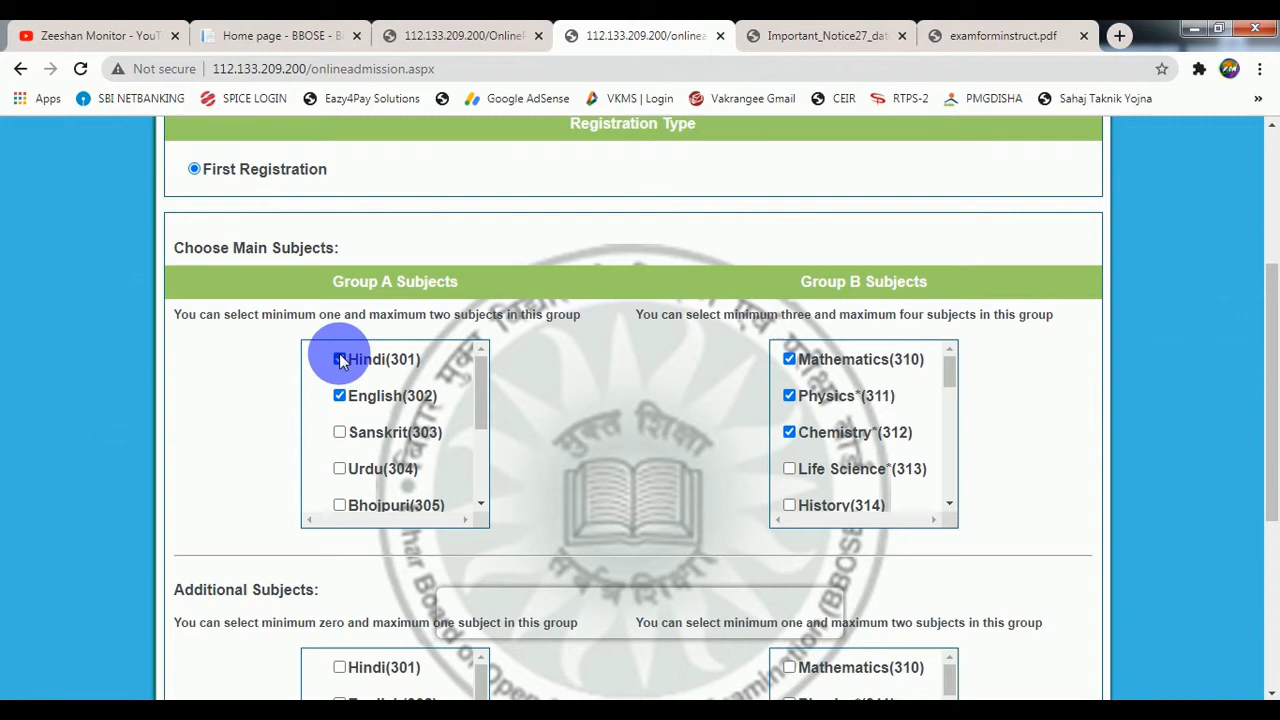 Zeeshan Monitor - YouT
Home page - BBOSE - B
112.133.209.200/OnlineF
112.133.209.200/onlinea
Important_Notice27_dat
examforminstruct.pdf
Not secure
112.133.209.200/onlineadmission.aspx
Apps
SBI NETBANKING
SPICE LOGIN
Eazy4Pay Solutions
Google AdSense
VKMS | Login
Vakrangee Gmail
CEIR
RTPS-2
PMGDISHA
Sahaj Taknik Yojna
»
Registration Type
First Registration
Choose Main Subjects:
Group A Subjects
Group B Subjects
You can select minimum one and maximum two subjects in this group
You can select minimum three and maximum four subjects in this group
Hindi(301)
Mathematics(310)
English(302)
Physics*(311)
Sanskrit(303)
Chemistry*(312)
Urdu(304)
Life Science*(313)
Bhojpuri(305)
History(314)
मुक्त शिक्षा
सर्वत्र शिक्षा
Additional Subjects:
You can select minimum zero and maximum one subject in this group
You can select minimum one and maximum two subjects in this group
Hindi(301)
Mathematics(310)